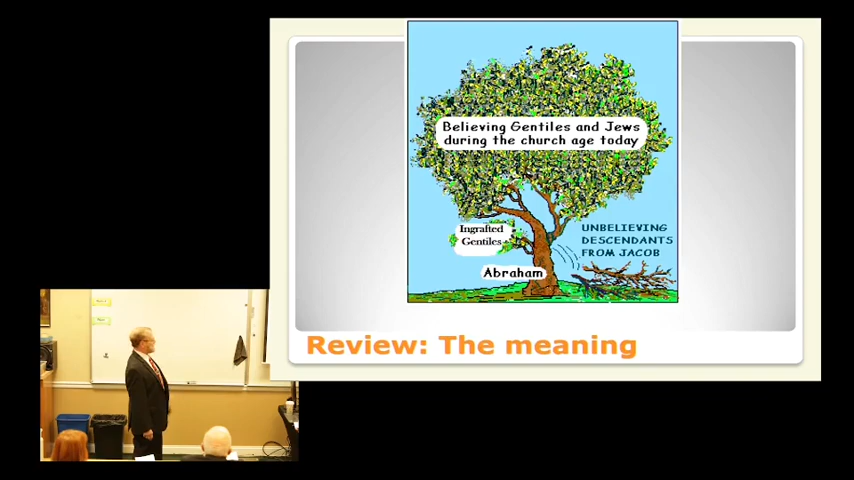 Believing Gentiles and Jews
during the church age today
Ingrafted
Gentiles
UNBELIEVING
DESCENDANTS
FROM JACOB
Abraham
Review: The meaning